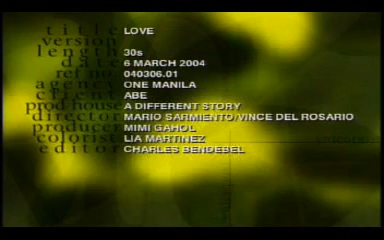 title LOVE
version
length 30s
date 6 MARCH 2004
ref no. 040306.01
agency ONE MANILA
client ABE
prod house A DIFFERENT STORY
director MARIO SARMIENTO/VINCE DEL ROSARIO
producer MIMI GAHOL
colorist LIA MARTINEZ
editor CHARLES BENDEBEL